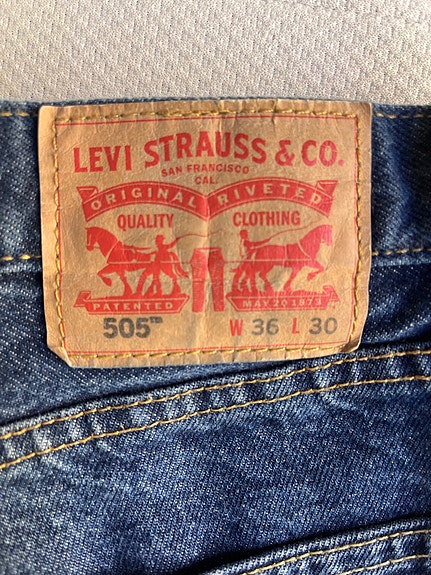 LEVI STRAUSS & CO.
SAN FRANCISCO
CAL.
ORIGINAL RIVETED
QUALITY CLOTHING
PATENTED MAY 20 1873
505™ W 36 L 30